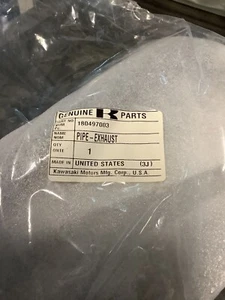 GENUINE K PARTS
180497003
NAME PIPE-EXHAUST
QTY 1
MADE IN UNITED STATES (3J)
Kawasaki Motors Mfg. Corp., U.S.A.